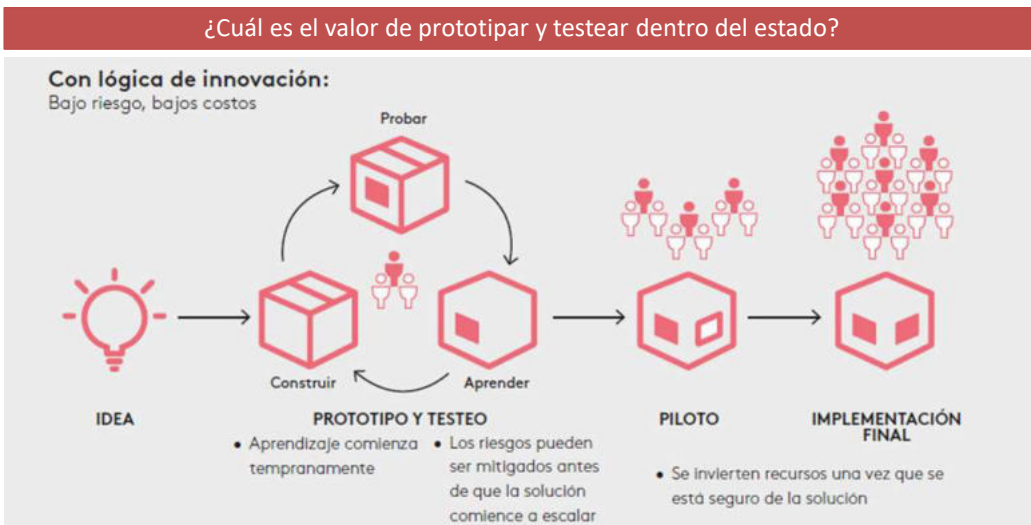 ¿Cuál es el valor de prototipar y testear dentro del estado?
Con lógica de innovación:
Bajo riesgo, bajos costos
Probar
Construir
Aprender
IDEA
PROTOTIPO Y TESTEO
• Aprendizaje comienza
tempranamente
• Los riesgos pueden
ser mitigados antes
de que la solución
comience a escalar
PILOTO
IMPLEMENTACIÓN
FINAL
• Se invierten recursos una vez que se
está seguro de la solución